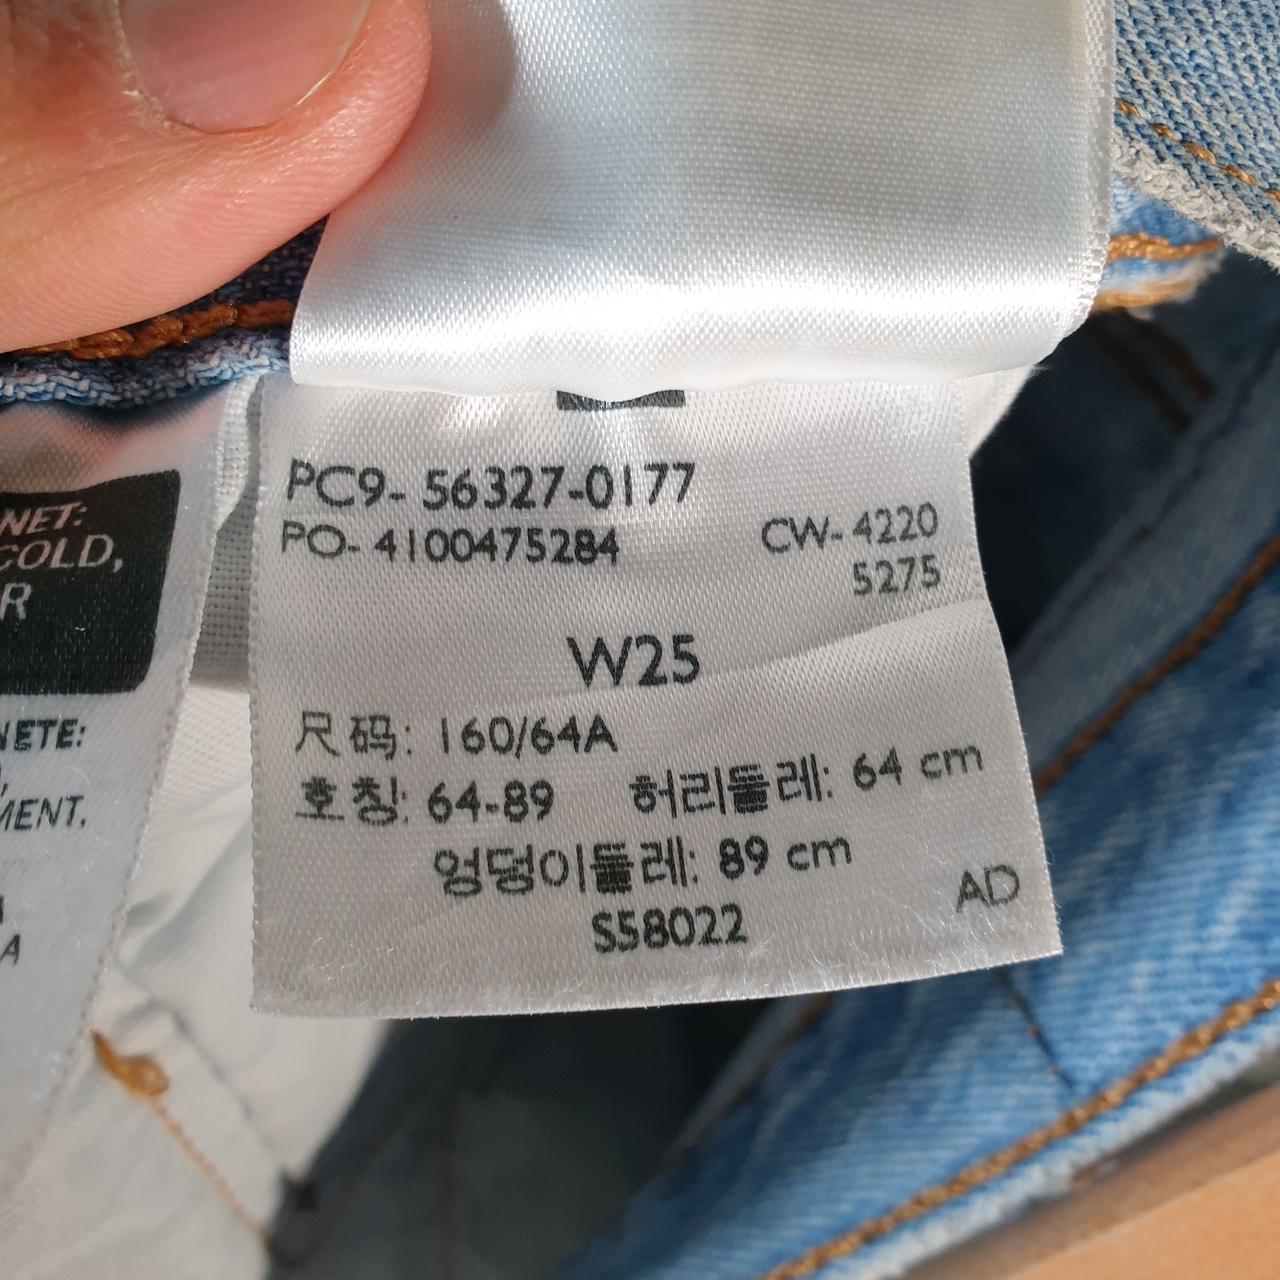 NET:
COLD,
R
NETE:
MENT,
A
PC9- 56327-0177
PO- 4100475284
CW- 4220
5275
W25
尺码: 160/64A
호칭: 64-89 허리둘레: 64 cm
엉덩이둘레: 89 cm
AD
S58022